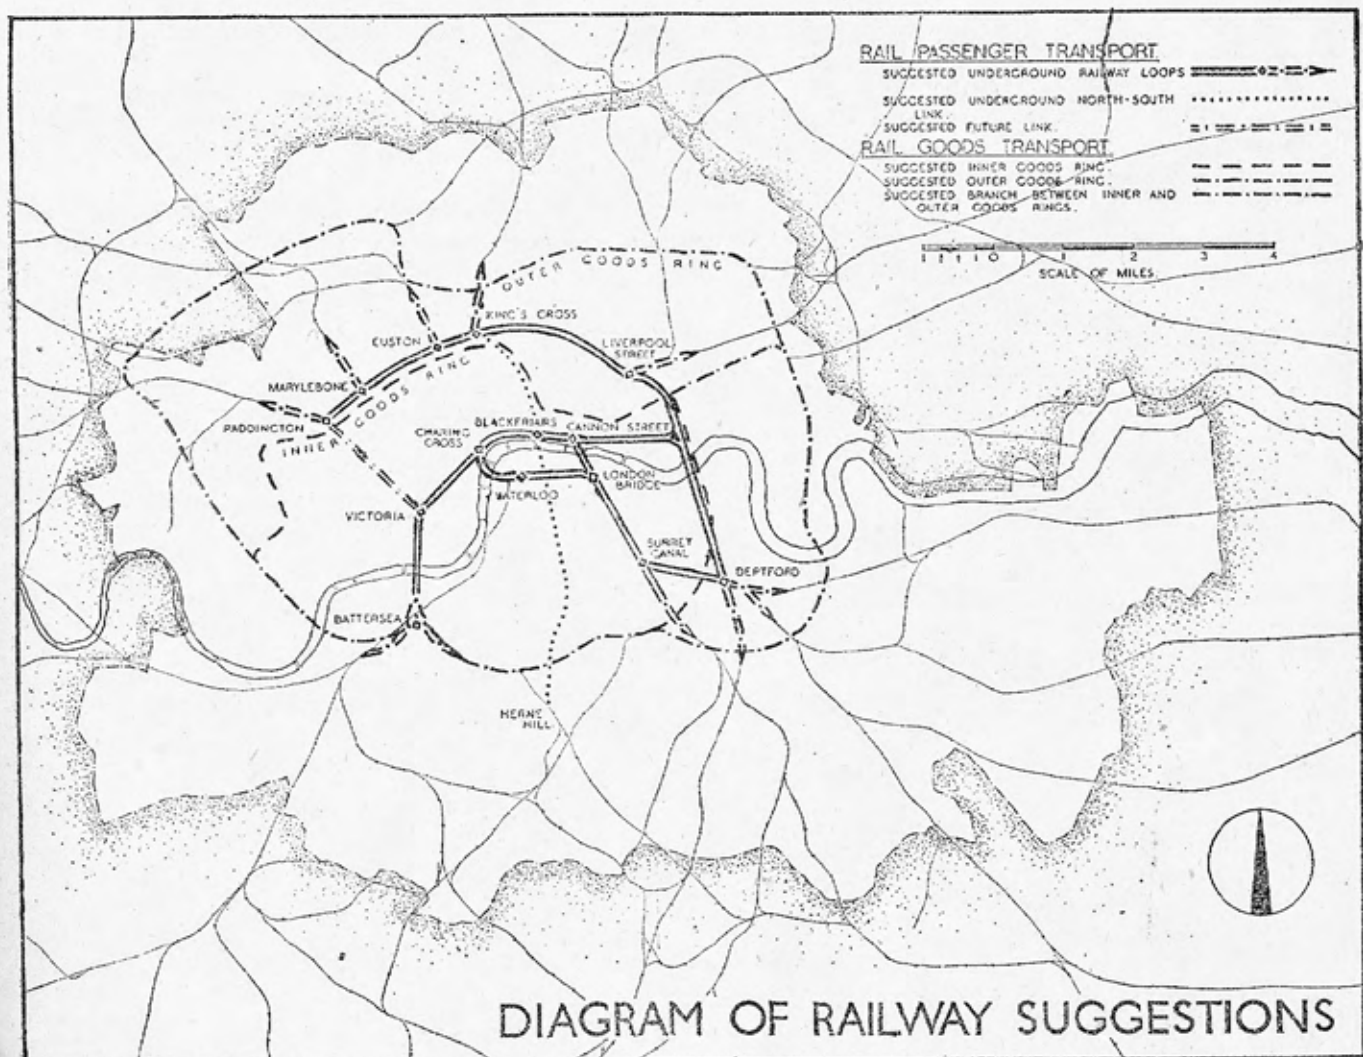 RAIL PASSENGER TRANSPORT
SUGGESTED UNDERGROUND RAILWAY LOOPS
SUGGESTED UNDERGROUND NORTH-SOUTH
LINK.
SUGGESTED FUTURE LINK.
RAIL GOODS TRANSPORT
SUGGESTED INNER GOODS RING.
SUGGESTED OUTER GOODS RING.
SUGGESTED BRANCH BETWEEN INNER AND
OUTER GOODS RINGS.
1 0 1 2 3 4
SCALE OF MILES
OUTER GOODS RING
KING'S CROSS
EUSTON
LIVERPOOL
STREET
MARYLEBONE
INNER GOODS RING
PADDINGTON
CHARING
CROSS
BLACKFRIARS
CANNON STREET
WATERLOO
LONDON
BRIDGE
VICTORIA
SURREY
CANAL
DEPTFORD
BATTERSEA
HERNE
HILL
DIAGRAM OF RAILWAY SUGGESTIONS